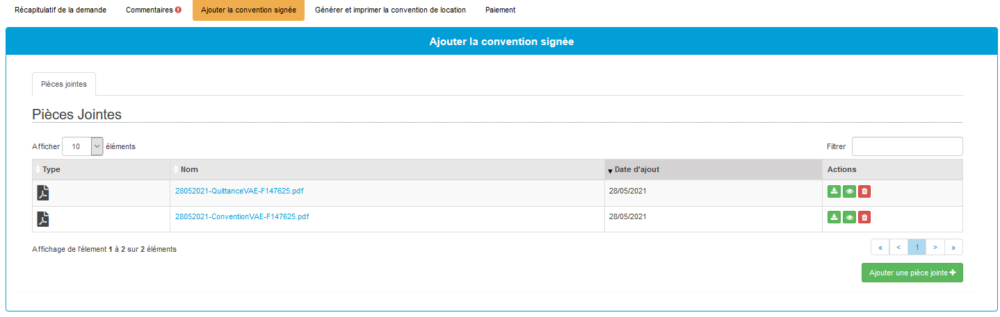 Récapitulatif de la demande Commentaires Ajouter la convention signée Générer et imprimer la convention de location Paiement
Ajouter la convention signée
Pièces jointes
Pièces Jointes
Afficher 10 éléments Filtrer
Type Nom Date d'ajout Actions
28052021-QuittanceVAE-F147625.pdf 28/05/2021
28052021-ConventionVAE-F147625.pdf 28/05/2021
Affichage de l'élement 1 à 2 sur 2 éléments « < 1 > »
Ajouter une pièce jointe